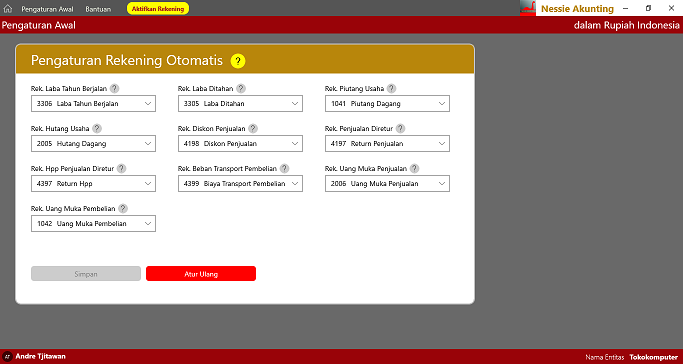 Pengaturan Awal Bantuan Aktifkan Rekening Nessie Akunting
Pengaturan Awal dalam Rupiah Indonesia
Pengaturan Rekening Otomatis ?
Rek. Laba Tahun Berjalan ? Rek. Laba Ditahan ? Rek. Piutang Usaha ?
3306 Laba Tahun Berjalan 3305 Laba Ditahan 1041 Piutang Dagang
Rek. Hutang Usaha ? Rek. Diskon Penjualan ? Rek. Penjualan Diretur ?
2005 Hutang Dagang 4198 Diskon Penjualan 4197 Return Penjualan
Rek. Hpp Penjualan Diretur ? Rek. Beban Transport Pembelian ? Rek. Uang Muka Penjualan ?
4397 Return Hpp 4399 Biaya Transport Pembelian 2006 Uang Muka Penjualan
Rek. Uang Muka Pembelian ?
1042 Uang Muka Pembelian
Simpan Atur Ulang
AT Andre Tjitawan Nama Entitas Tokokomputer